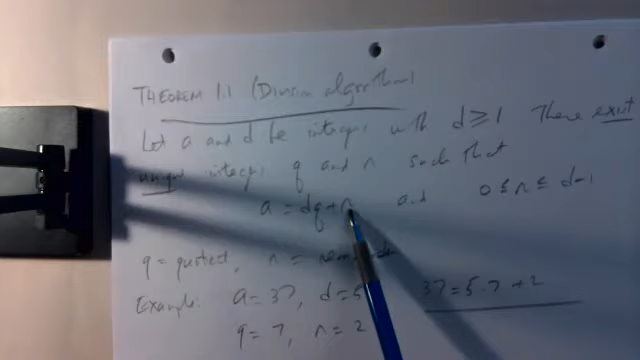 THEOREM 1.1 (Division algorithm)
Let a and d be integers with d ≥ 1 There exist
unique integers q and r such that
a = dq + r and 0 ≤ r ≤ d-1
q = quotient, r = remainder
Example: a = 37, d = 5 37 = 5·7 + 2
q = 7, r = 2